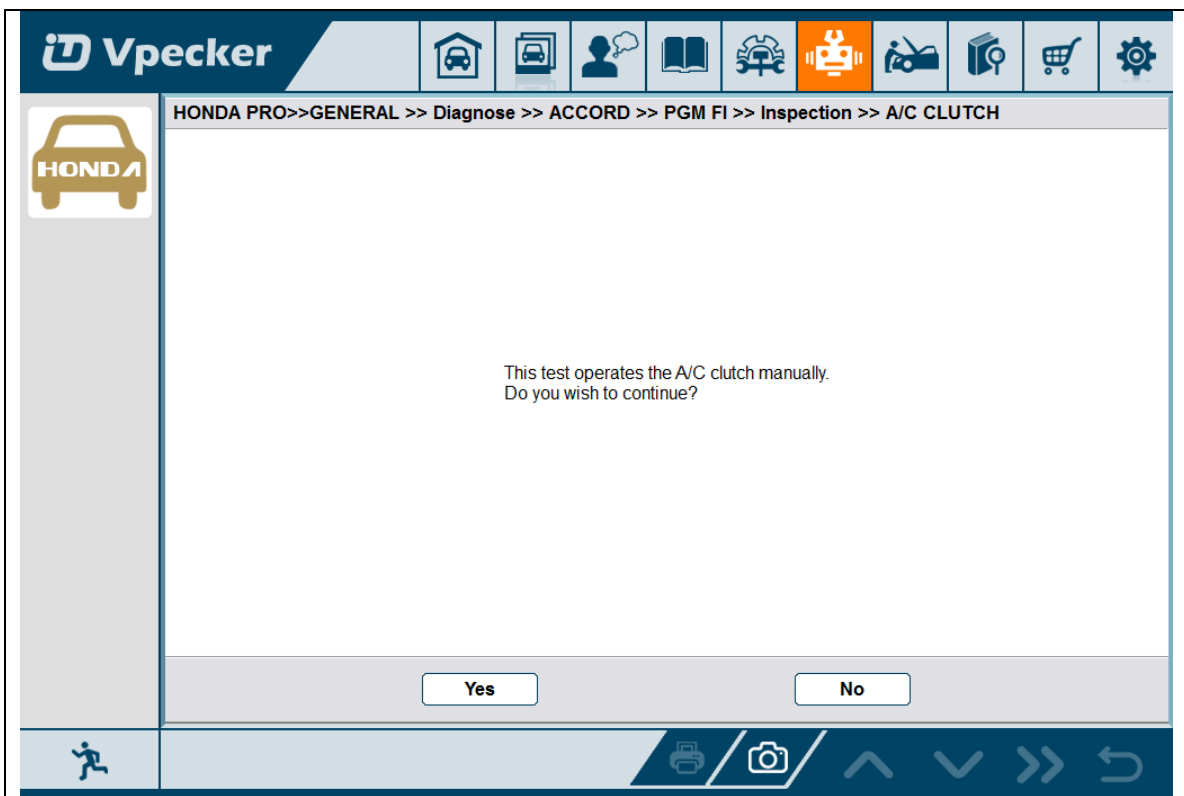 Vpecker
HONDA PRO>>GENERAL >> Diagnose >> ACCORD >> PGM FI >> Inspection >> A/C CLUTCH
HONDA
This test operates the A/C clutch manually.
Do you wish to continue?
Yes
No